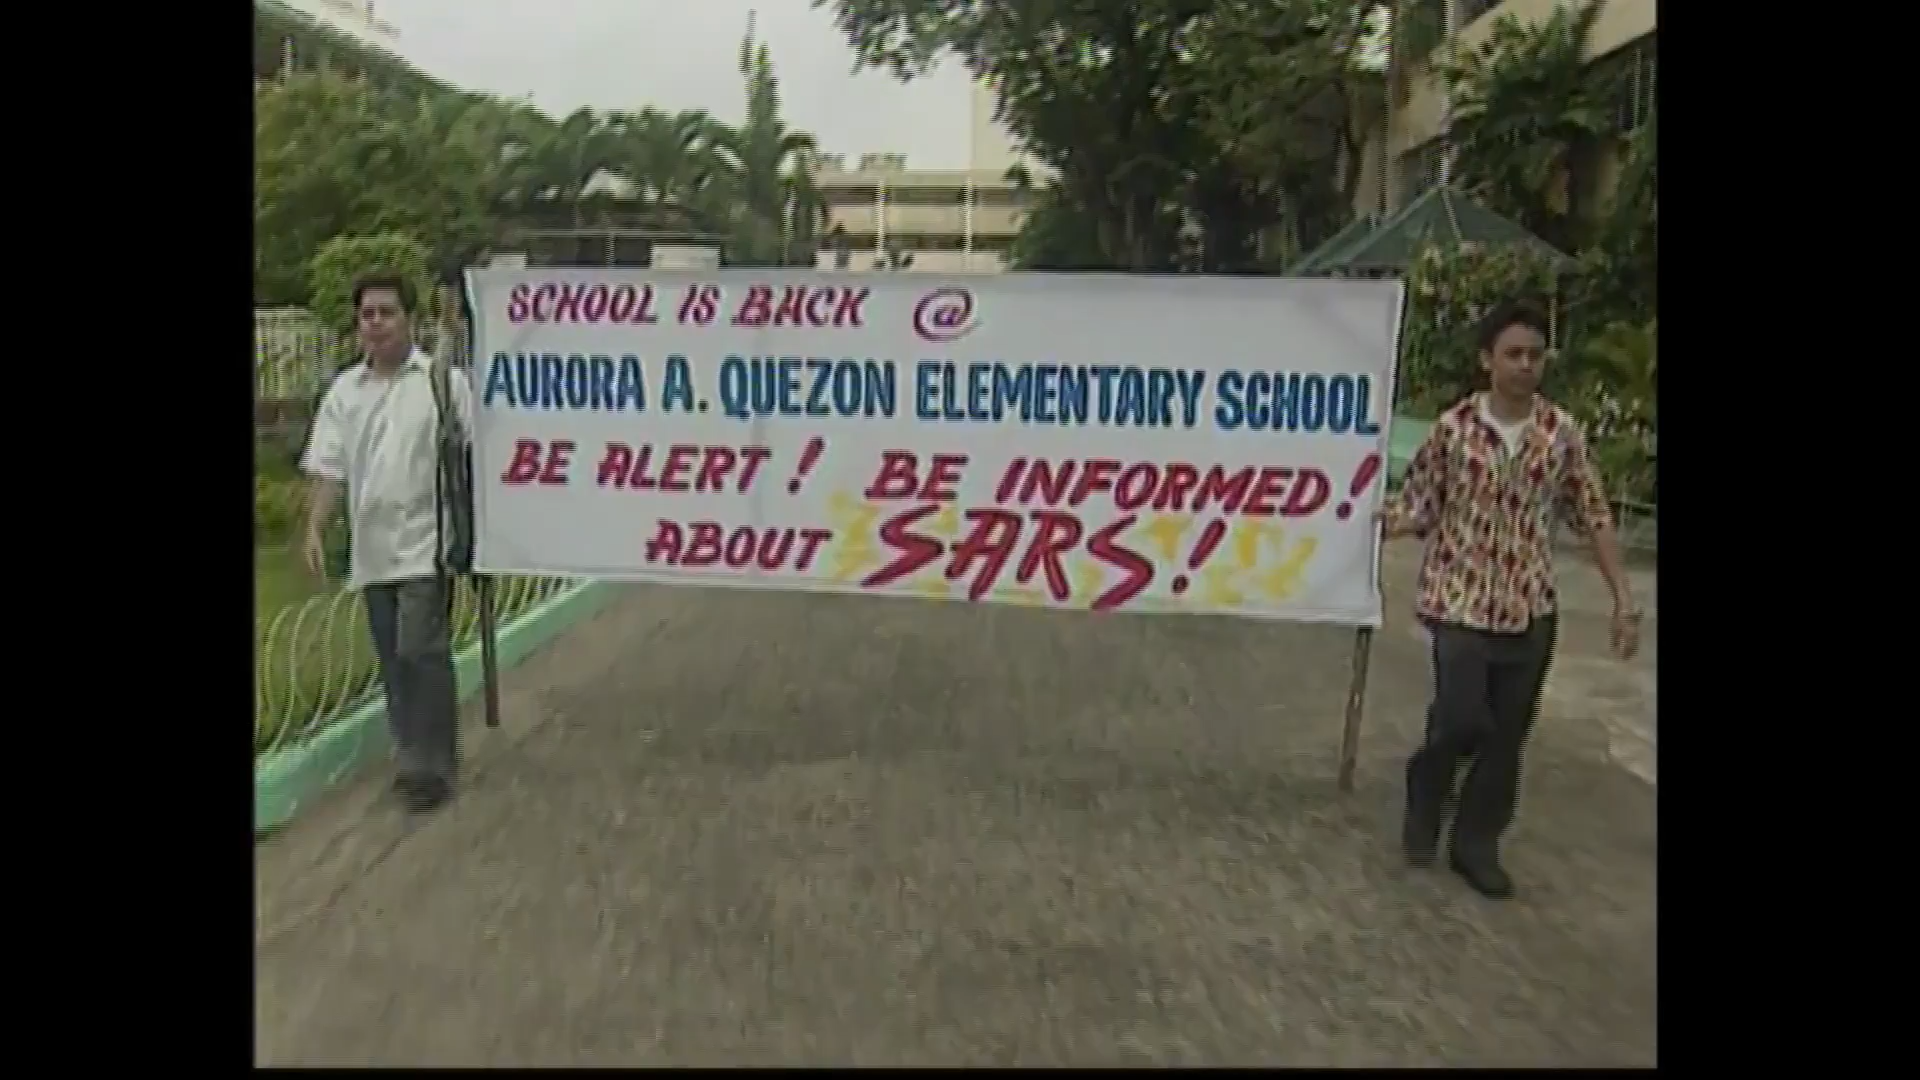 SCHOOL IS BACK @
AURORA A. QUEZON ELEMENTARY SCHOOL
BE ALERT! BE INFORMED!
ABOUT SARS!